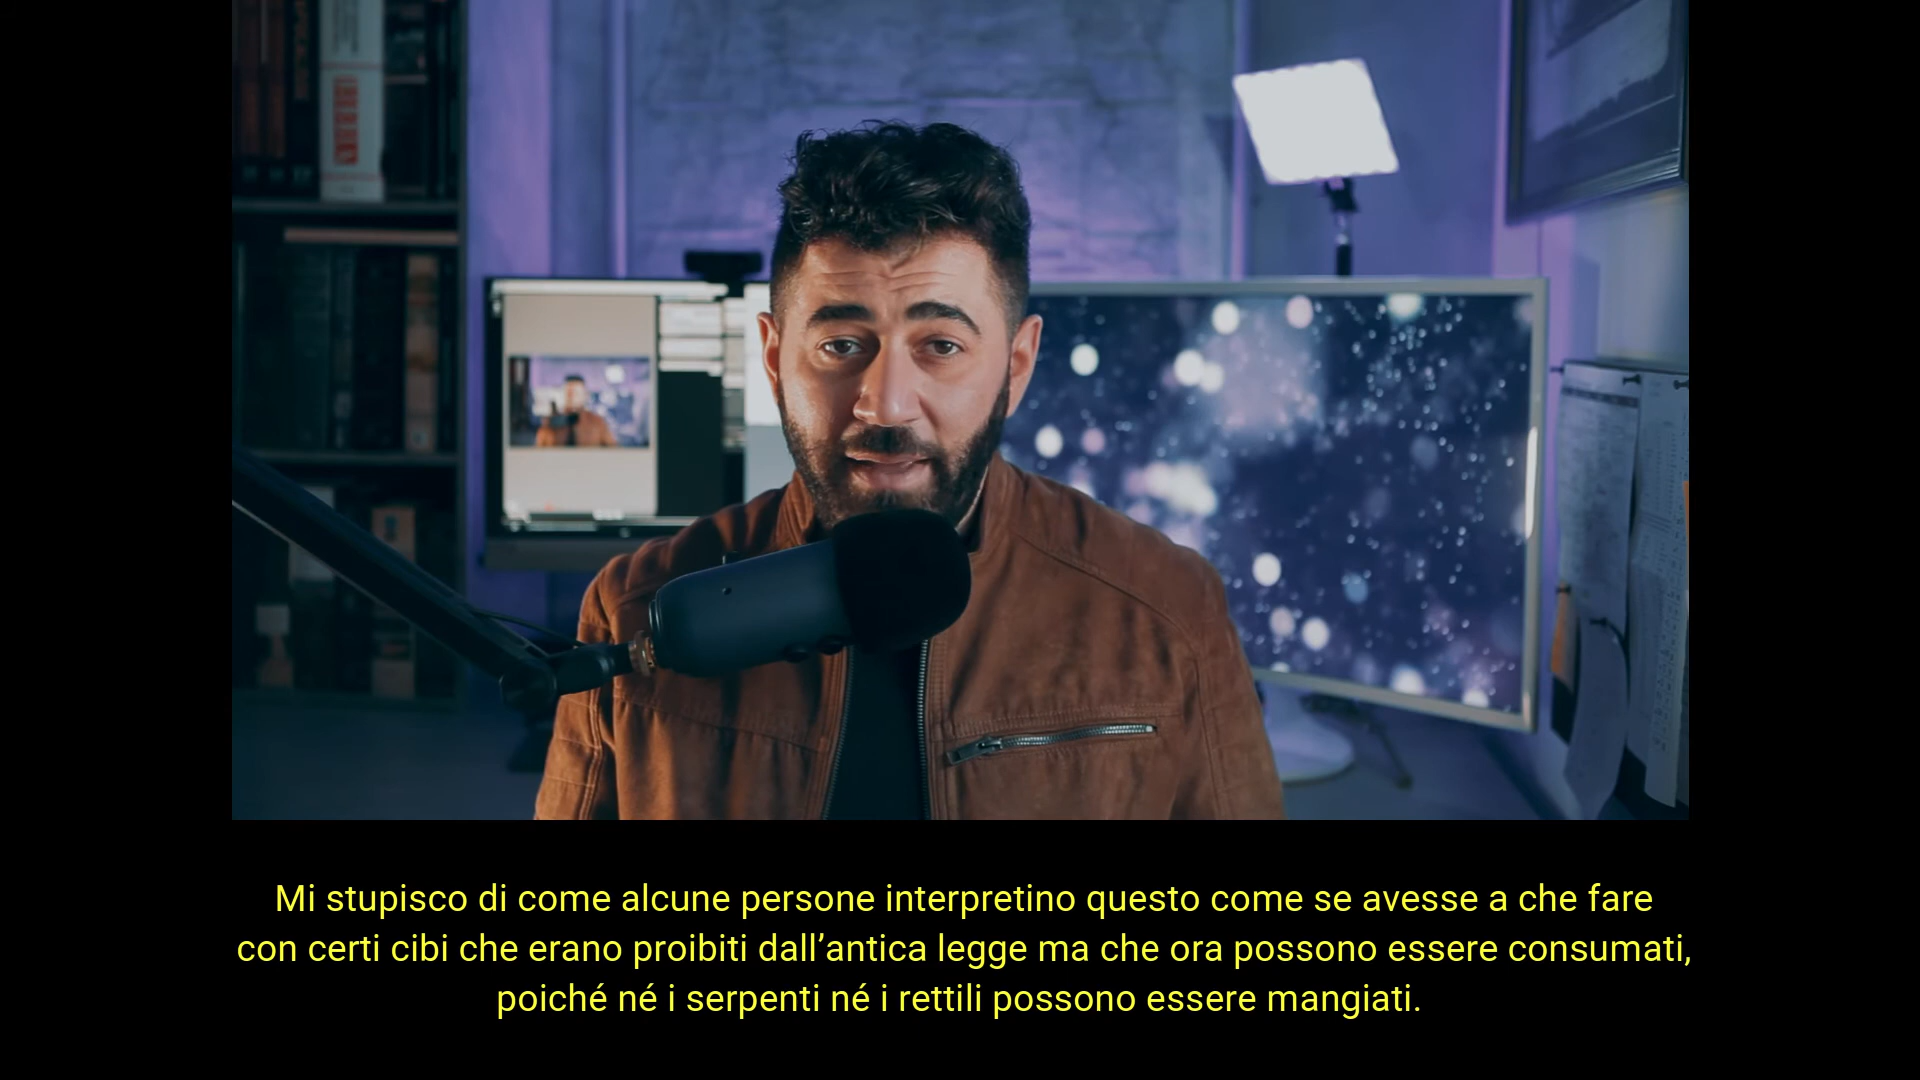 Mi stupisco di come alcune persone interpretino questo come se avesse a che fare
con certi cibi che erano proibiti dall’antica legge ma che ora possono essere consumati,
poiché né i serpenti né i rettili possono essere mangiati.